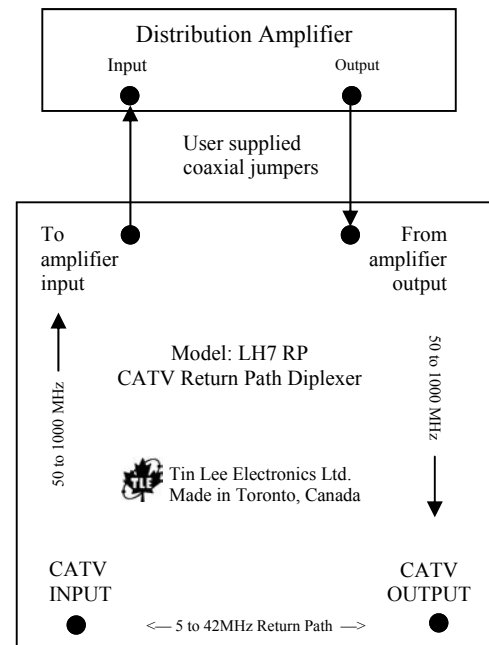 Distribution Amplifier
Input
Output
User supplied
coaxial jumpers
To
amplifier
input
From
amplifier
output
50 to 1000 MHz
50 to 1000 MHz
Model: LH7 RP
CATV Return Path Diplexer
TLE
Tin Lee Electronics Ltd.
Made in Toronto, Canada
CATV
INPUT
CATV
OUTPUT
<— 5 to 42MHz Return Path —>